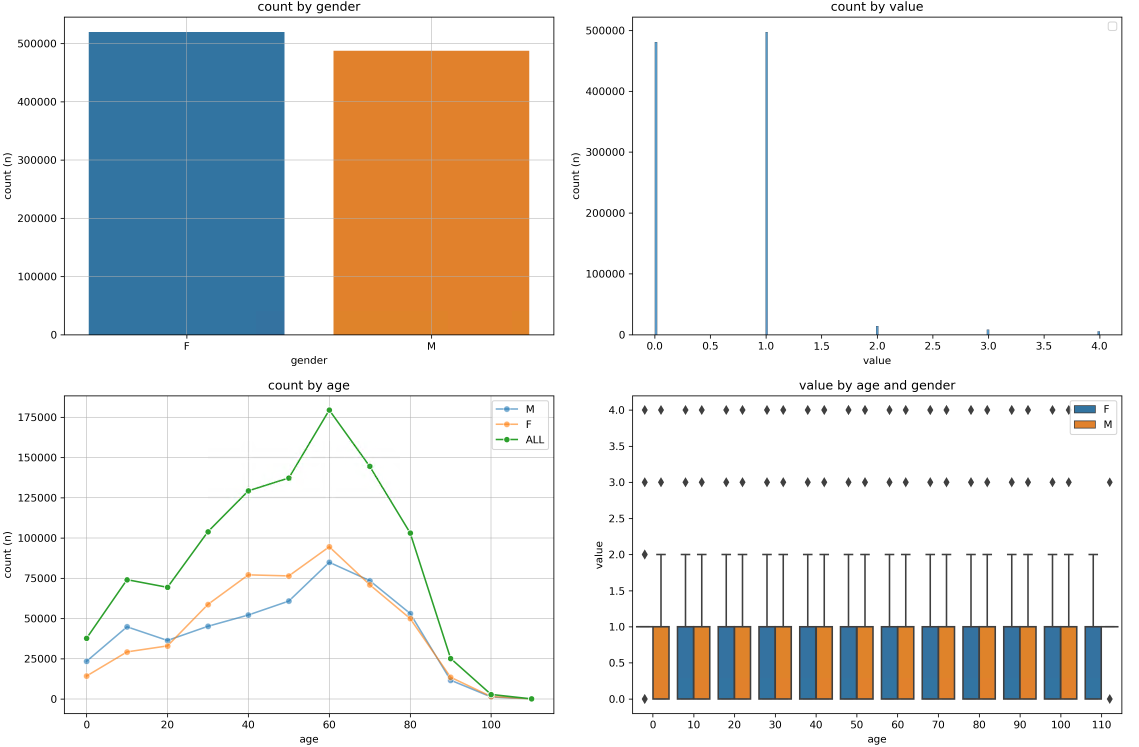 count by gender
count (n)
500000
400000
300000
200000
100000
0
F
M
gender
count by value
count (n)
500000
400000
300000
200000
100000
0
0.0
0.5
1.0
1.5
2.0
2.5
3.0
3.5
4.0
value
count by age
count (n)
175000
150000
125000
100000
75000
50000
25000
0
0
20
40
60
80
100
age
M
F
ALL
value by age and gender
value
4.0
3.5
3.0
2.5
2.0
1.5
1.0
0.5
0.0
0
10
20
30
40
50
60
70
80
90
100
110
age
F
M